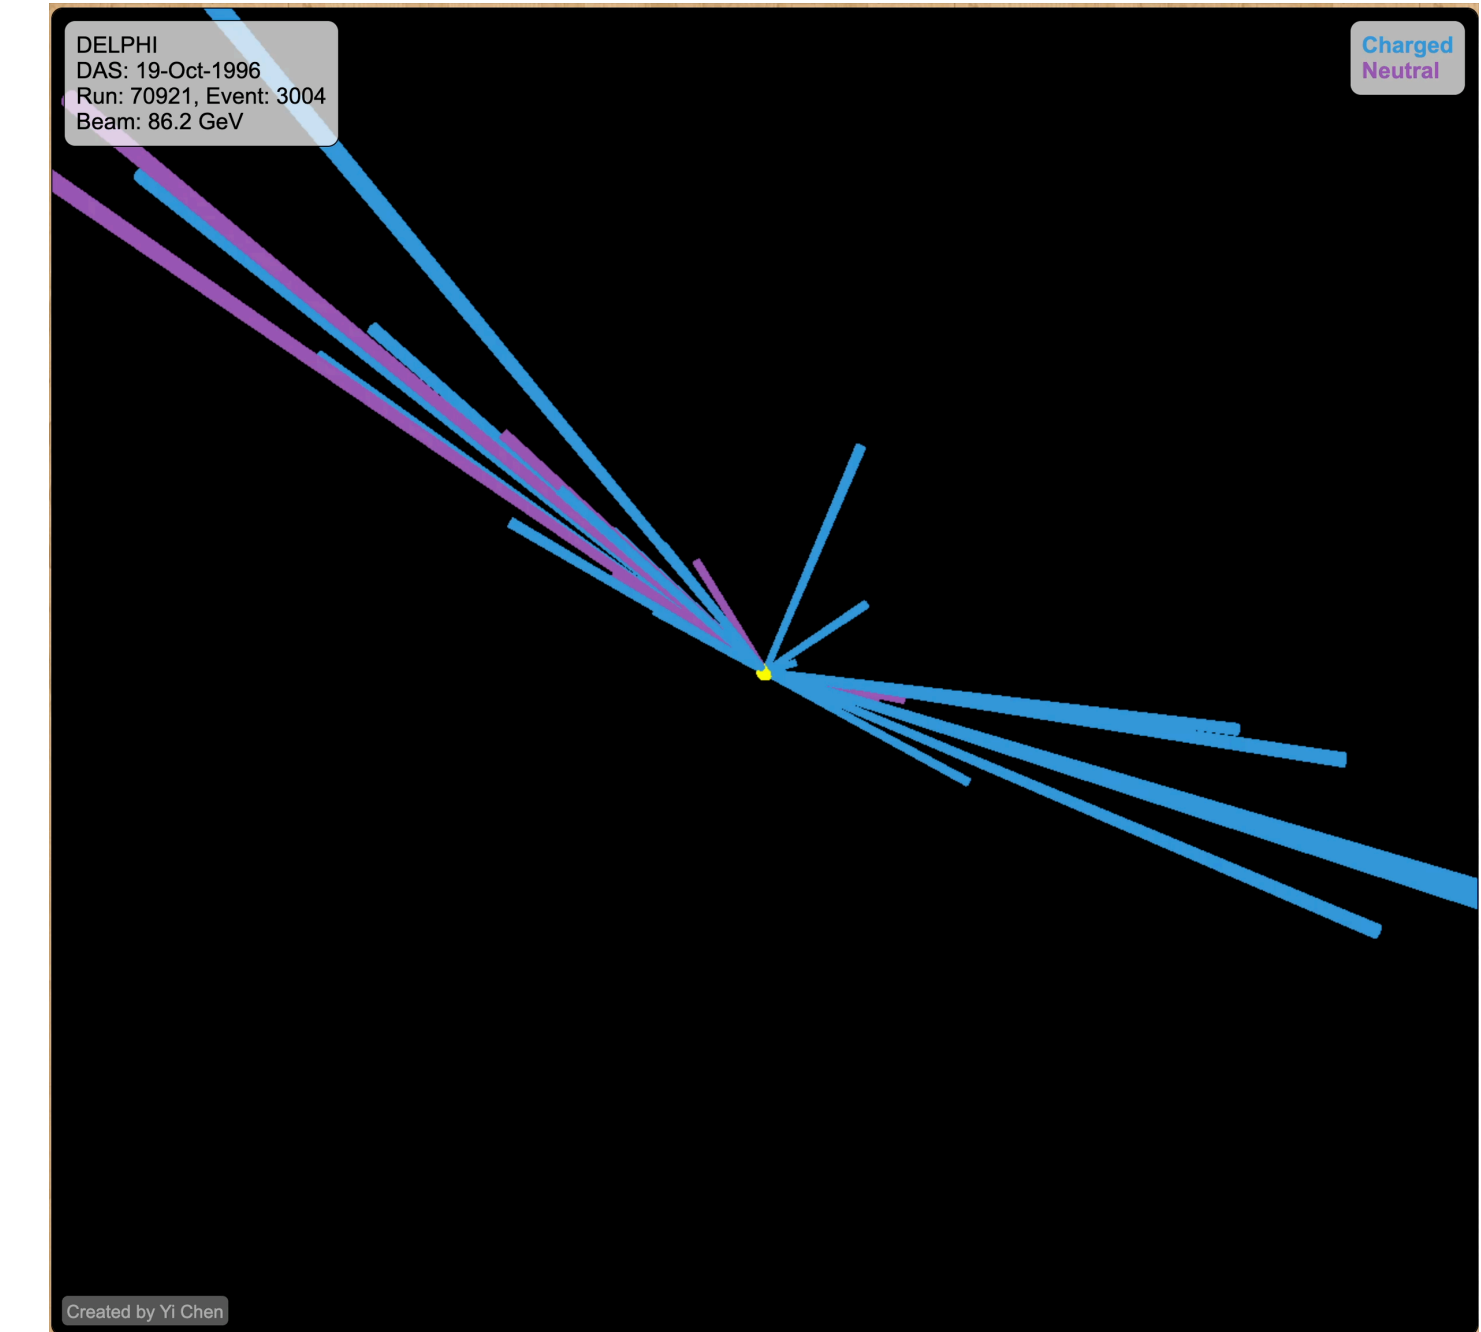 DELPHI
DAS: 19-Oct-1996
Run: 70921, Event: 3004
Beam: 86.2 GeV
Charged
Neutral
Created by Yi Chen